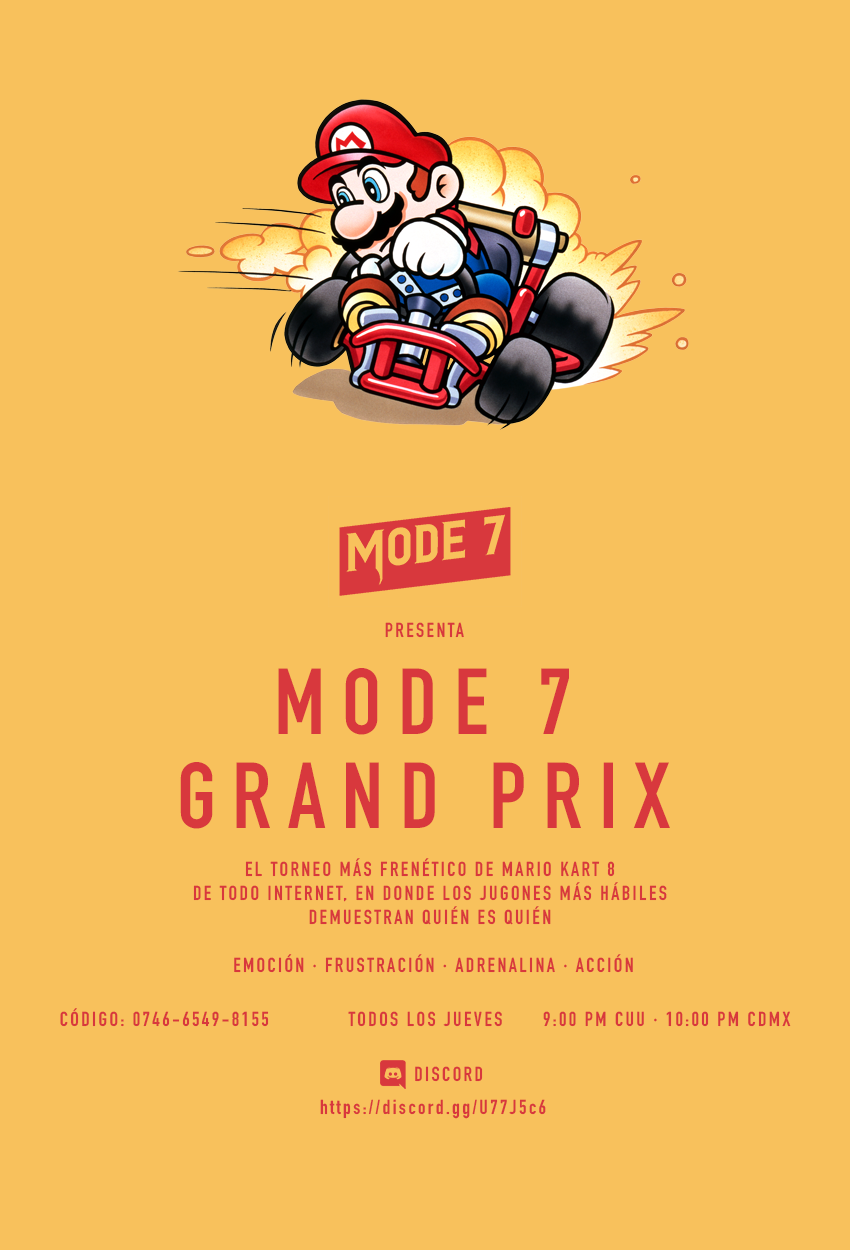 M
MODE 7
PRESENTA
MODE 7
GRAND PRIX
EL TORNEO MÁS FRENÉTICO DE MARIO KART 8
DE TODO INTERNET, EN DONDE LOS JUGONES MÁS HÁBILES
DEMUESTRAN QUIÉN ES QUIÉN
EMOCIÓN · FRUSTRACIÓN · ADRENALINA · ACCIÓN
CÓDIGO: 0746-6549-8155 TODOS LOS JUEVES 9:00 PM CUU · 10:00 PM CDMX
DISCORD
https://discord.gg/U77J5c6